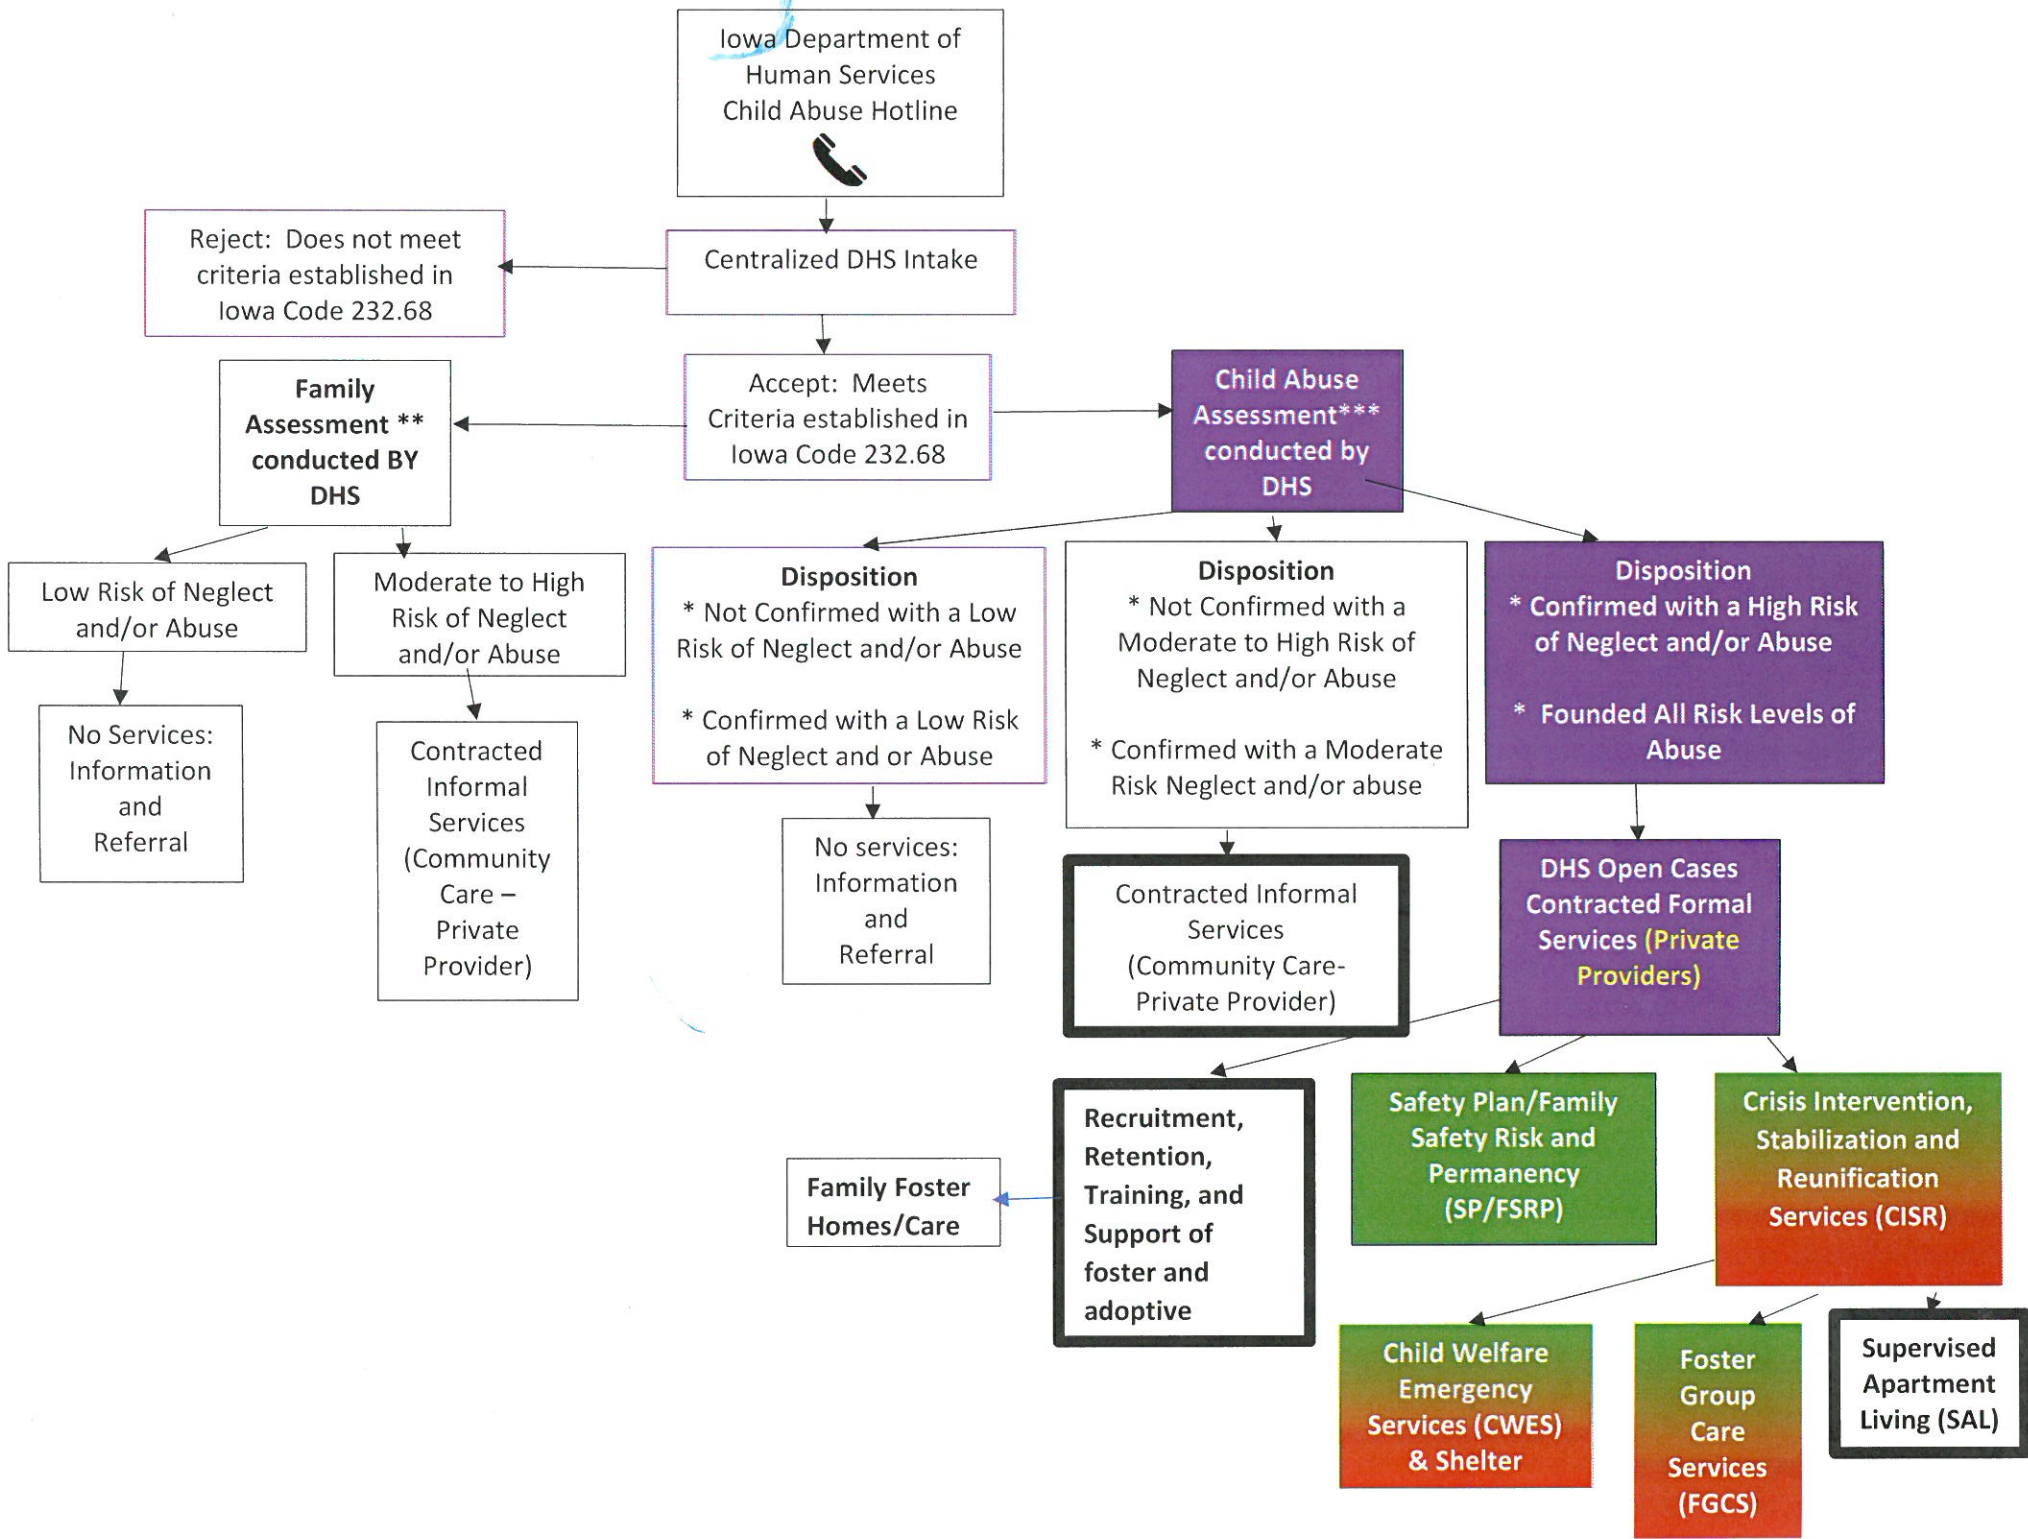 Iowa Department of
Human Services
Child Abuse Hotline
Reject: Does not meet
criteria established in
Iowa Code 232.68
Centralized DHS Intake
Family
Assessment **
conducted BY
DHS
Accept: Meets
Criteria established in
Iowa Code 232.68
Child Abuse
Assessment***
conducted by
DHS
Low Risk of Neglect
and/or Abuse
Moderate to High
Risk of Neglect
and/or Abuse
Disposition
* Not Confirmed with a Low
Risk of Neglect and/or Abuse
* Confirmed with a Low Risk
of Neglect and or Abuse
Disposition
* Not Confirmed with a
Moderate to High Risk of
Neglect and/or Abuse
* Confirmed with a Moderate
Risk Neglect and/or abuse
Disposition
* Confirmed with a High Risk
of Neglect and/or Abuse
* Founded All Risk Levels of
Abuse
No Services:
Information
and
Referral
Contracted
Informal
Services
(Community
Care –
Private
Provider)
No services:
Information
and
Referral
Contracted Informal
Services
(Community Care-
Private Provider)
DHS Open Cases
Contracted Formal
Services (Private
Providers)
Family Foster
Homes/Care
Recruitment,
Retention,
Training, and
Support of
foster and
adoptive
Safety Plan/Family
Safety Risk and
Permanency
(SP/FSRP)
Crisis Intervention,
Stabilization and
Reunification
Services (CISR)
Child Welfare
Emergency
Services (CWES)
& Shelter
Foster
Group
Care
Services
(FGCS)
Supervised
Apartment
Living (SAL)